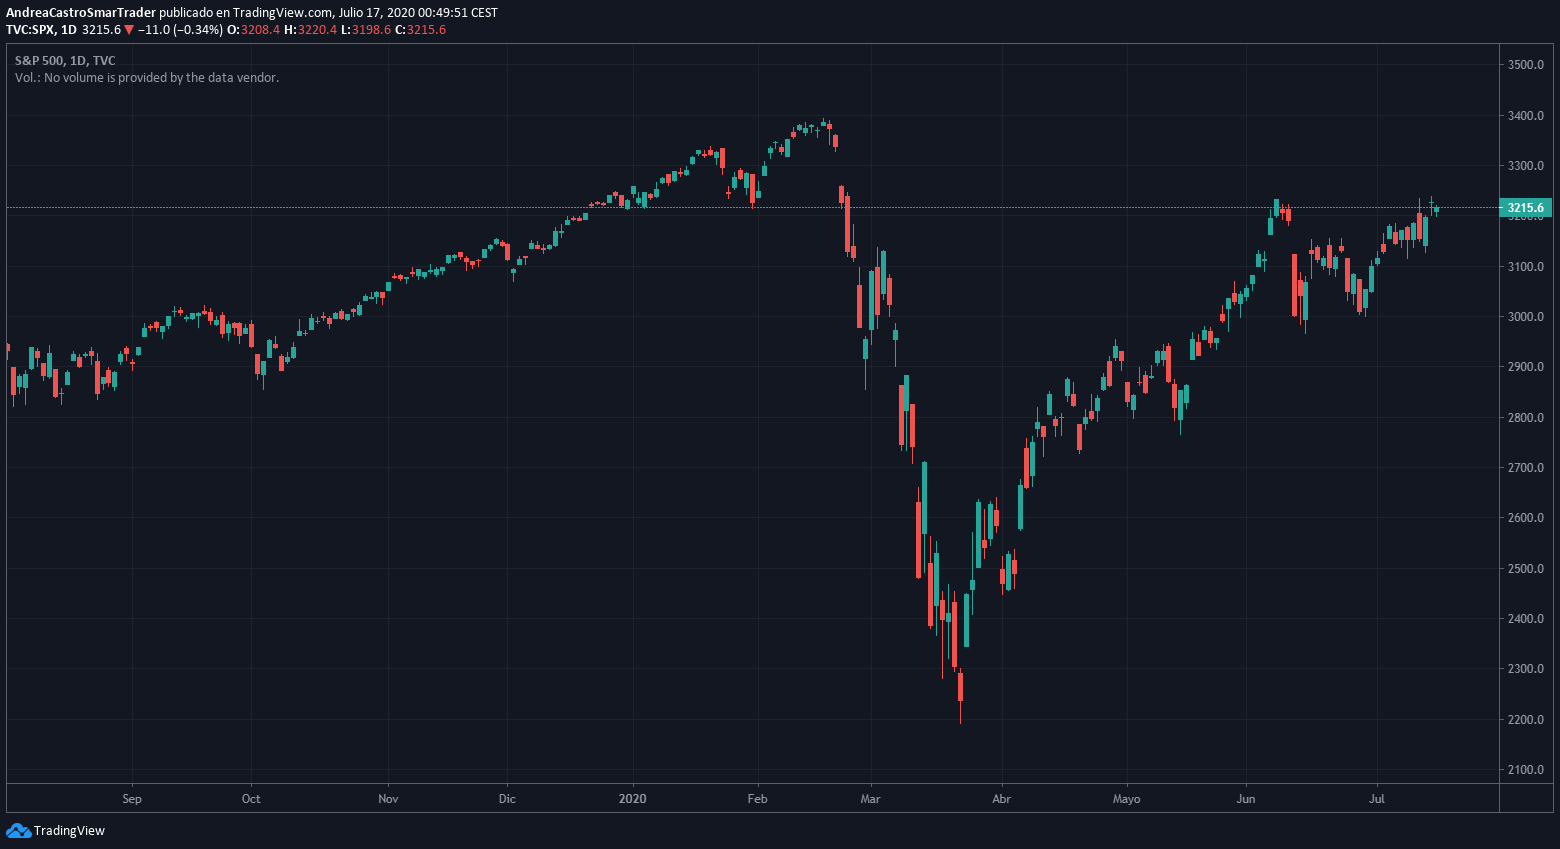 AndreaCastroSmarTrader publicado en TradingView.com, Julio 17, 2020 00:49:51 CEST
TVC:SPX, 1D 3215.6 ▼ −11.0 (−0.34%) O:3208.4 H:3220.4 L:3198.6 C:3215.6
S&P 500, 1D, TVC
Vol.: No volume is provided by the data vendor.
3500.0
3400.0
3300.0
3215.6
3200.0
3100.0
3000.0
2900.0
2800.0
2700.0
2600.0
2500.0
2400.0
2300.0
2200.0
2100.0
Sep Oct Nov Dic 2020 Feb Mar Abr Mayo Jun Jul
TradingView